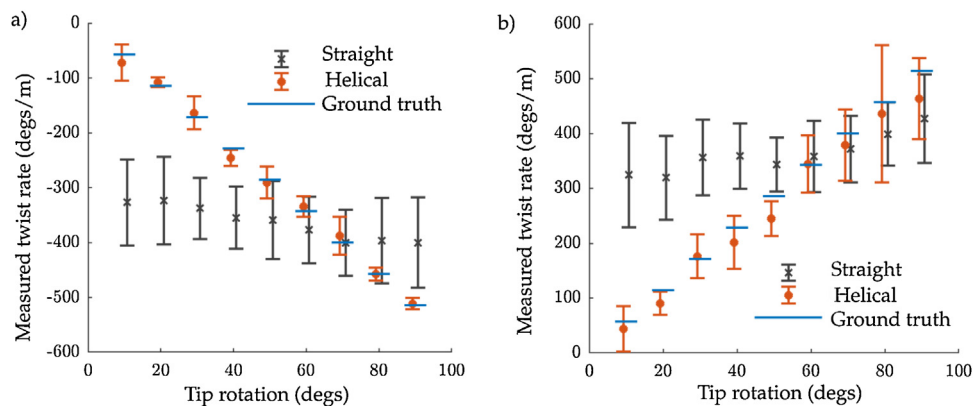 a)
Measured twist rate (degs/m)
-0
-100
-200
-300
-400
-500
-600
Straight
Helical
Ground truth
0
20
40
60
80
100
Tip rotation (degs)
b)
Measured twist rate (degs/m)
600
500
400
300
200
100
0
Straight
Helical
Ground truth
0
20
40
60
80
100
Tip rotation (degs)